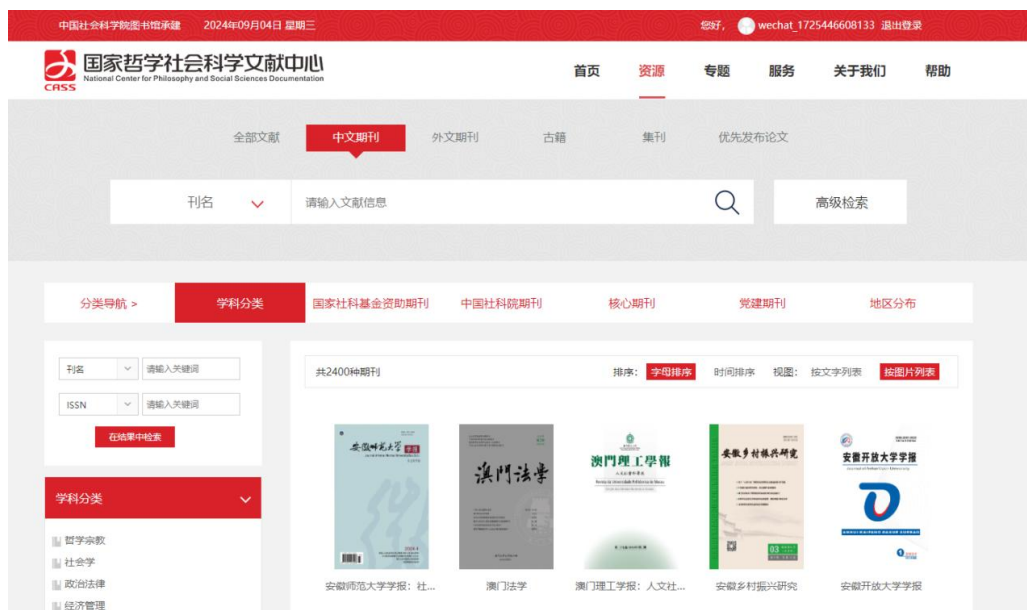 中国社会科学院图书馆承建 2024年09月04日 星期三 您好， wechat_1725446608133 退出登录
国家哲学社会科学文献中心
National Center for Philosophy and Social Sciences Documentation
CASS
首页 资源 专题 服务 关于我们 帮助
全部文献 中文期刊 外文期刊 古籍 集刊 优先发布论文
刊名 请输入文献信息 高级检索
分类导航 > 学科分类 国家社科基金资助期刊 中国社科院期刊 核心期刊 党建期刊 地区分布
刊名 请输入关键词
ISSN 请输入关键词
在结果中检索
共2400种期刊 排序: 字母排序 时间排序 视图: 按文字列表 按图片列表
学科分类
哲学宗教
社会学
政治法律
经济管理
安徽师范大学 学报
澳门法学
澳門理工學報
安徽乡村振兴研究
03
安徽开放大学学报
安徽师范大学学报：社...
澳门法学
澳门理工学报：人文社...
安徽乡村振兴研究
安徽开放大学学报